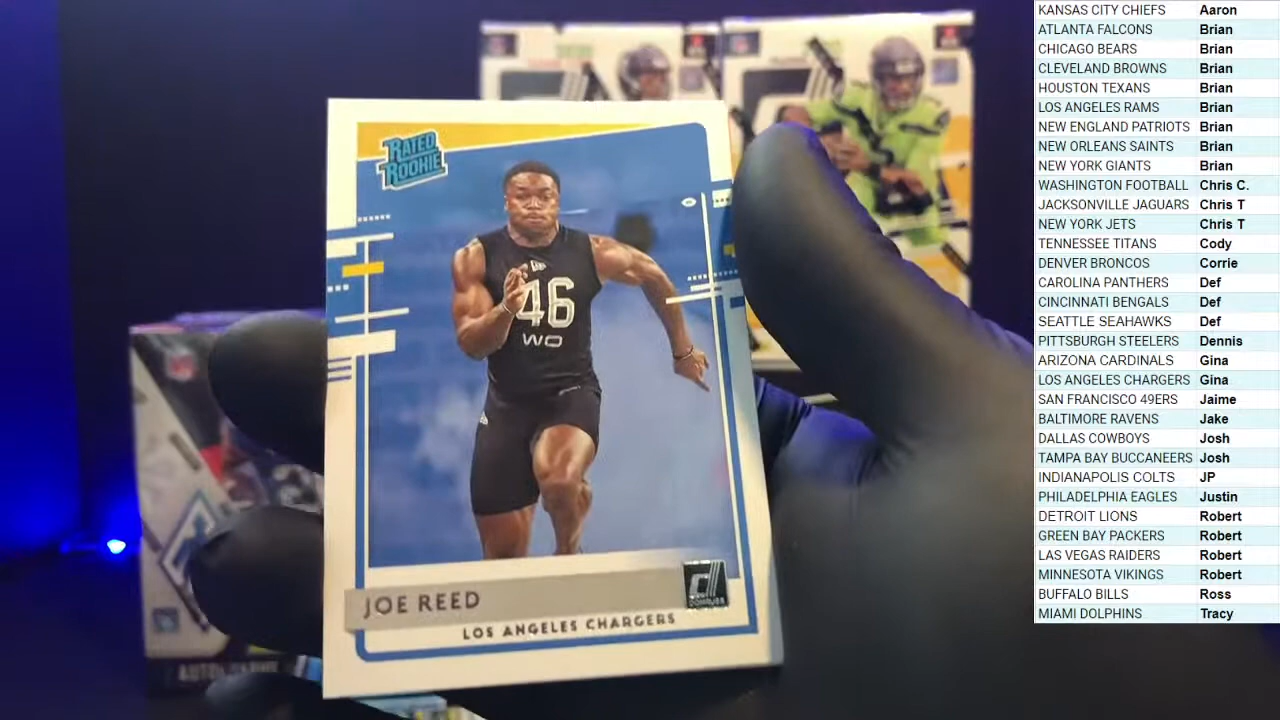 RATED
ROOKIE
46
WO
JOE REED
DONRUSS
LOS ANGELES CHARGERS
KANSAS CITY CHIEFS Aaron
ATLANTA FALCONS Brian
CHICAGO BEARS Brian
CLEVELAND BROWNS Brian
HOUSTON TEXANS Brian
LOS ANGELES RAMS Brian
NEW ENGLAND PATRIOTS Brian
NEW ORLEANS SAINTS Brian
NEW YORK GIANTS Brian
WASHINGTON FOOTBALL Chris C.
JACKSONVILLE JAGUARS Chris T
NEW YORK JETS Chris T
TENNESSEE TITANS Cody
DENVER BRONCOS Corrie
CAROLINA PANTHERS Def
CINCINNATI BENGALS Def
SEATTLE SEAHAWKS Def
PITTSBURGH STEELERS Dennis
ARIZONA CARDINALS Gina
LOS ANGELES CHARGERS Gina
SAN FRANCISCO 49ERS Jaime
BALTIMORE RAVENS Jake
DALLAS COWBOYS Josh
TAMPA BAY BUCCANEERS Josh
INDIANAPOLIS COLTS JP
PHILADELPHIA EAGLES Justin
DETROIT LIONS Robert
GREEN BAY PACKERS Robert
LAS VEGAS RAIDERS Robert
MINNESOTA VIKINGS Robert
BUFFALO BILLS Ross
MIAMI DOLPHINS Tracy